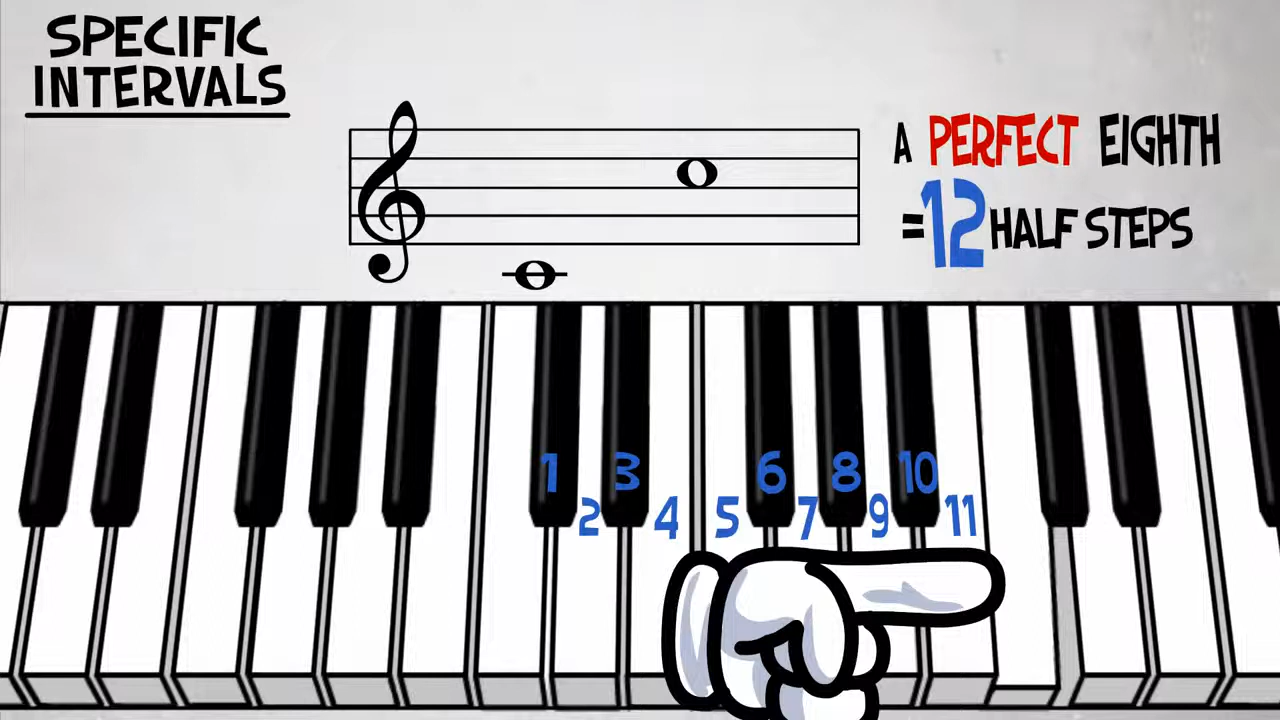 SPECIFIC
INTERVALS
A PERFECT EIGHTH
=12 HALF STEPS
1 3 6 8 10
2 4 5 7 9 11